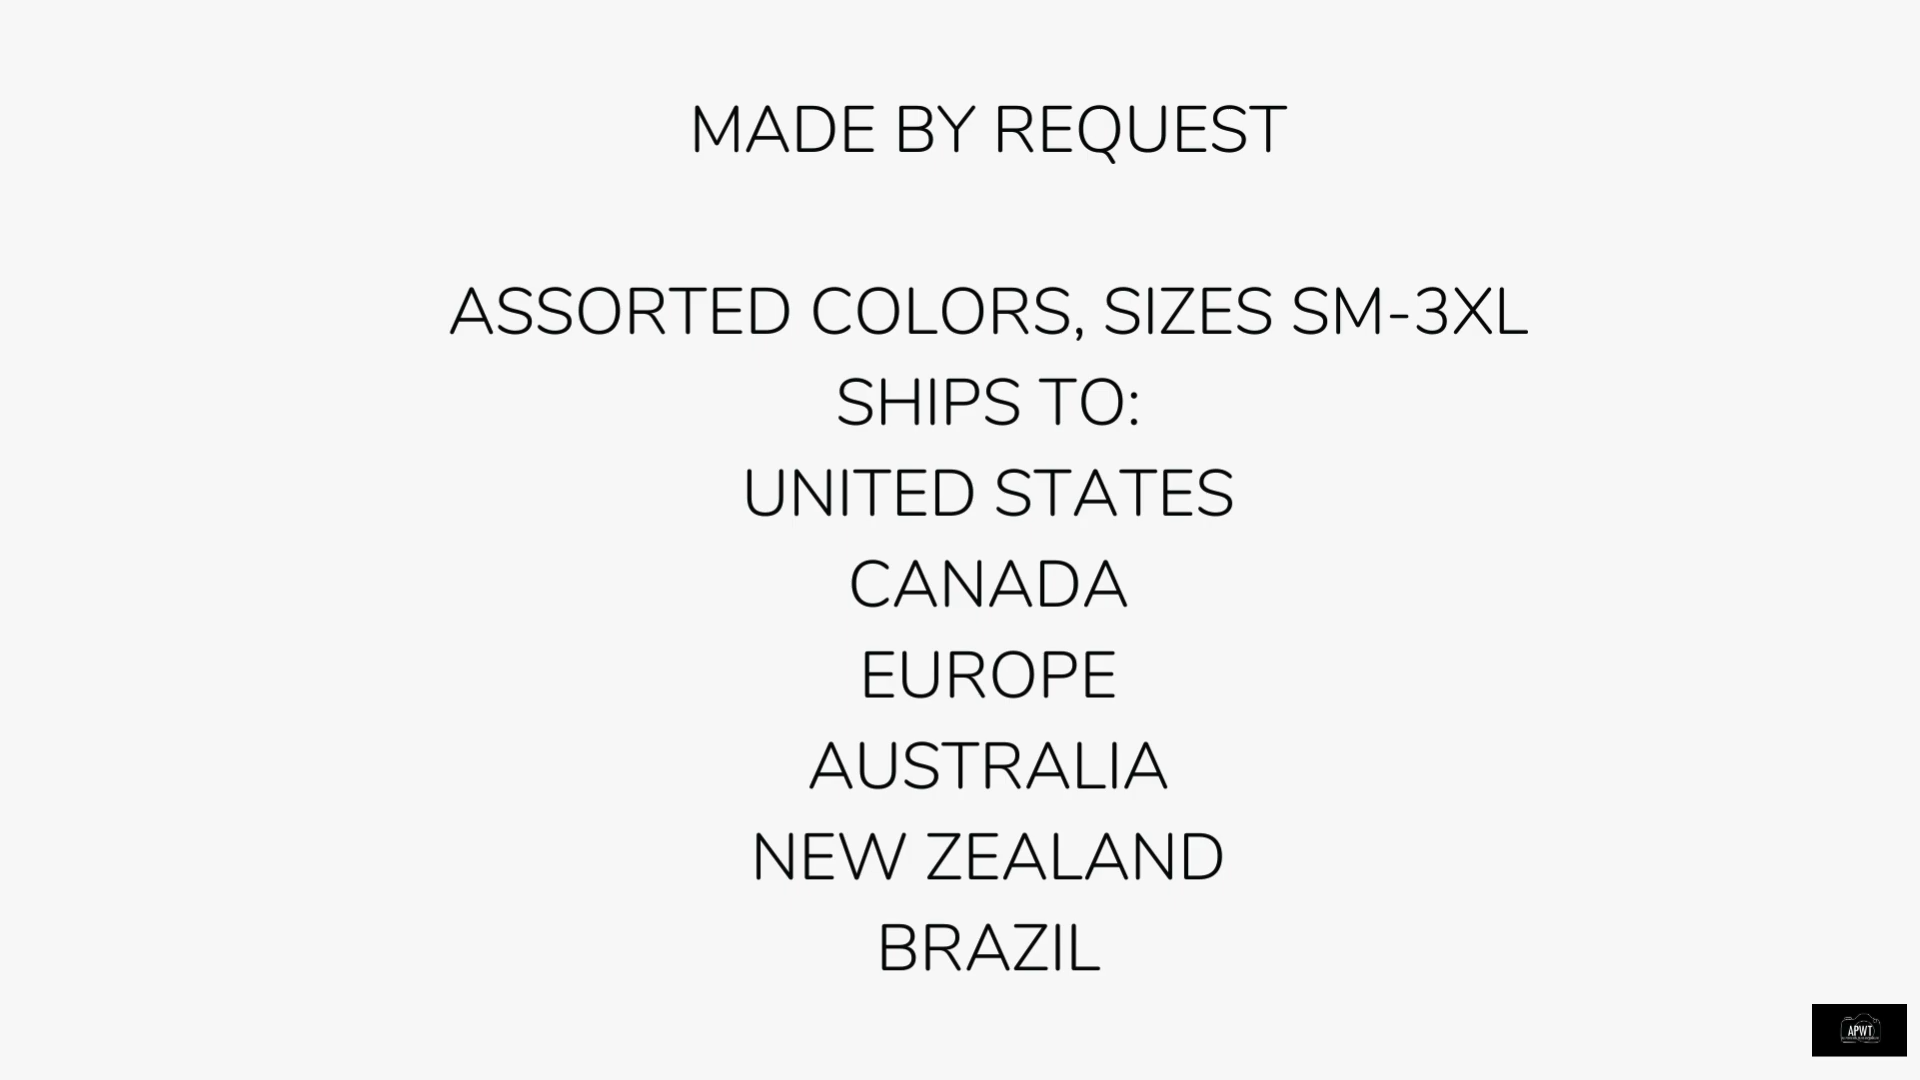 MADE BY REQUEST
ASSORTED COLORS, SIZES SM-3XL
SHIPS TO:
UNITED STATES
CANADA
EUROPE
AUSTRALIA
NEW ZEALAND
BRAZIL
APWT